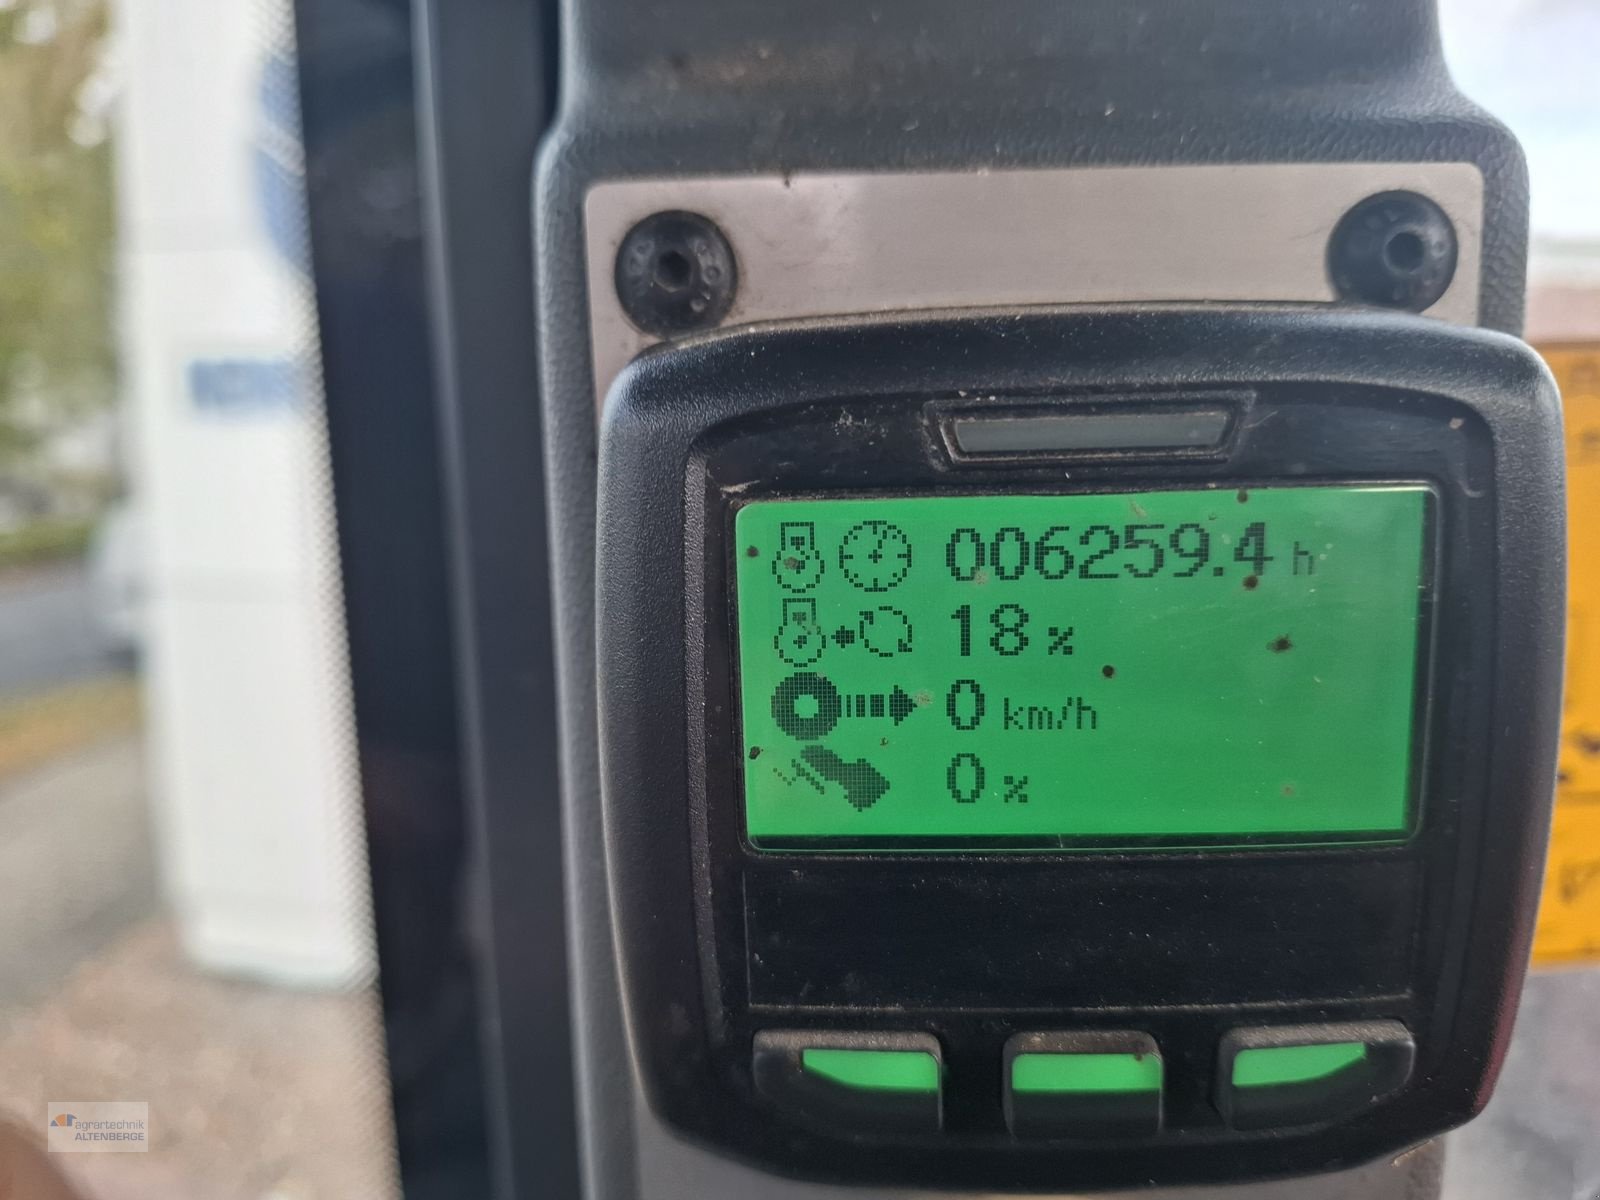 006259.4 h
18 %
0 km/h
0 %
agrartechnik
ALTENBERGE